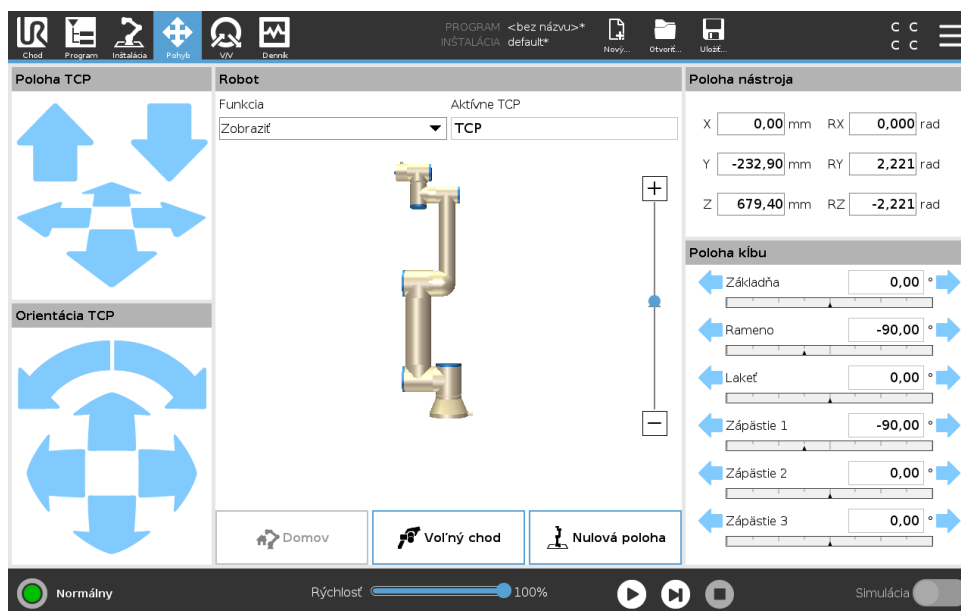 PROGRAM <bez názvu>*
INŠTALÁCIA default*
Chod Program Inštalácia Pohyb V/V Denník Nový... Otvoriť... Uložiť...
C C
C C
Poloha TCP
Robot
Funkcia Aktívne TCP
Zobraziť TCP
Domov Voľný chod Nulová poloha
Orientácia TCP
Poloha nástroja
X 0,00 mm RX 0,000 rad
Y -232,90 mm RY 2,221 rad
Z 679,40 mm RZ -2,221 rad
Poloha kĺbu
Základňa 0,00 °
Rameno -90,00 °
Lakeť 0,00 °
Zápästie 1 -90,00 °
Zápästie 2 0,00 °
Zápästie 3 0,00 °
Normálny Rýchlosť 100% Simulácia